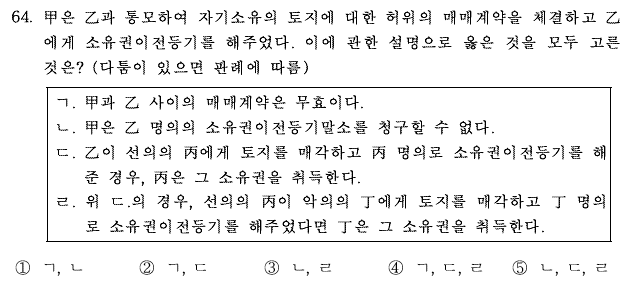 64. 甲은 乙과 통모하여 자기소유의 토지에 대한 허위의 매매계약을 체결하고 乙
에게 소유권이전등기를 해주었다. 이에 관한 설명으로 옳은 것을 모두 고른
것은? (다툼이 있으면 판례에 따름)
ㄱ. 甲과 乙 사이의 매매계약은 무효이다.
ㄴ. 甲은 乙 명의의 소유권이전등기말소를 청구할 수 없다.
ㄷ. 乙이 선의의 丙에게 토지를 매각하고 丙 명의로 소유권이전등기를 해
준 경우, 丙은 그 소유권을 취득한다.
ㄹ. 위 ㄷ.의 경우, 선의의 丙이 악의의 丁에게 토지를 매각하고 丁 명의
로 소유권이전등기를 해주었다면 丁은 그 소유권을 취득한다.
① ㄱ, ㄴ ② ㄱ, ㄷ ③ ㄴ, ㄹ ④ ㄱ, ㄷ, ㄹ ⑤ ㄴ, ㄷ, ㄹ